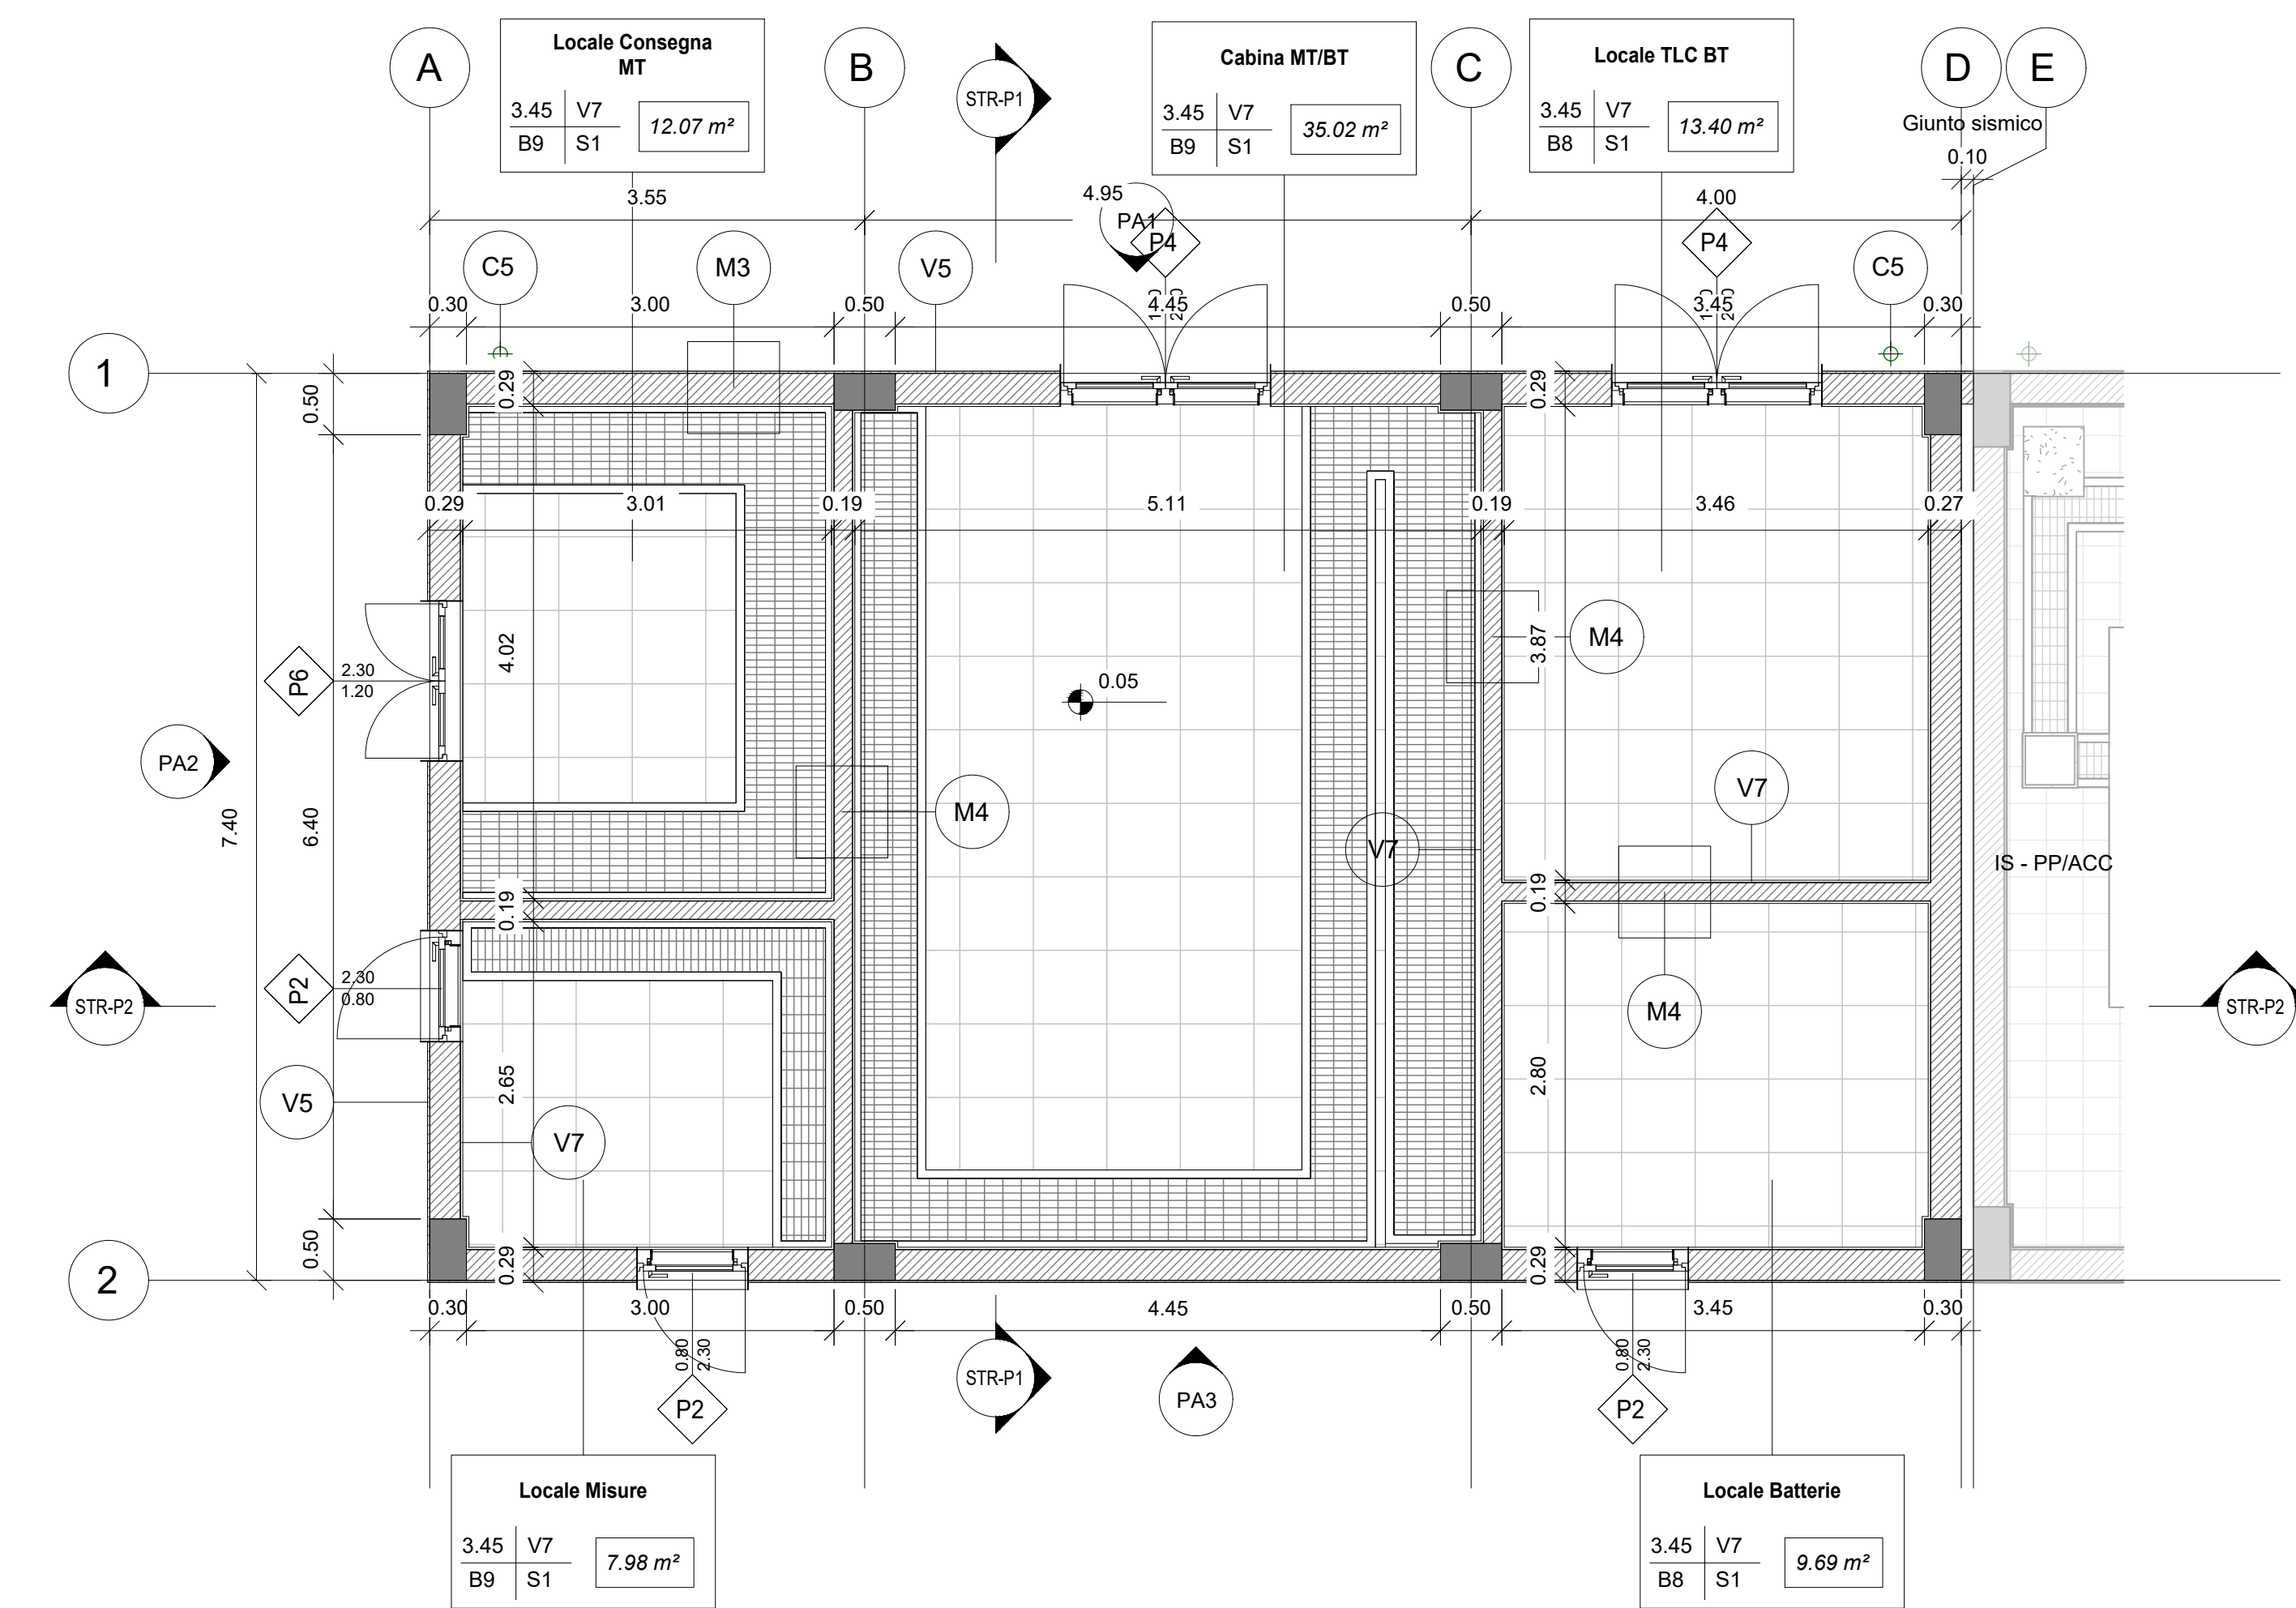 A
Locale Consegna
MT
3.45 V7
B9 S1
12.07 m²
B
STR-P1
Cabina MT/BT
3.45 V7
B9 S1
35.02 m²
C
Locale TLC BT
3.45 V7
B8 S1
13.40 m²
D
E
Giunto sismico
0.10
3.55
4.95
4.00
PA1
P4
P4
C5
M3
V5
C5
0.30
3.00
0.50
4.45
0.50
3.45
0.30
1
0.50
0.29
0.29
0.29
3.01
0.19
5.11
0.19
3.46
0.27
4.02
3.87
M4
0.05
P6
2.30
1.20
PA2
7.40
6.40
M4
V7
V7
IS - PP/ACC
0.19
0.19
P2
2.30
0.80
STR-P2
STR-P2
M4
V5
2.65
2.80
V7
0.50
0.29
0.29
2
0.30
3.00
0.50
4.45
0.50
3.45
0.30
0.80
2.30
0.80
2.30
STR-P1
PA3
P2
P2
Locale Misure
3.45 V7
B9 S1
7.98 m²
Locale Batterie
3.45 V7
B8 S1
9.69 m²